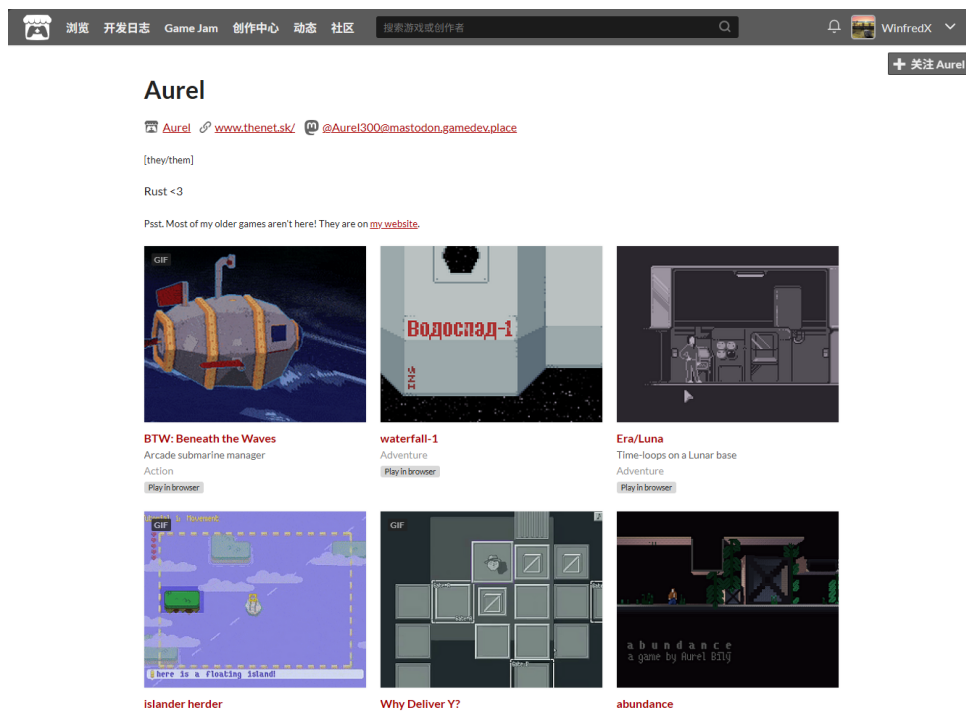 浏览 开发日志 Game Jam 创作中心 动态 社区 搜索游戏或创作者 WinfredX
关注 Aurel
Aurel
Aurel www.thenet.sk/ @Aurel300@mastodon.gamedev.place
[they/them]
Rust <3
Psst. Most of my older games aren't here! They are on my website.
GIF
Водоспад-1
BTW: Beneath the Waves
Arcade submarine manager
Action
Play in browser
waterfall-1
Adventure
Play in browser
Era/Luna
Time-loops on a Lunar base
Adventure
Play in browser
Movement
GIF
here is a floating island!
GIF
abundance
a game by Aurel Bílý
islander herder
Why Deliver Y?
abundance